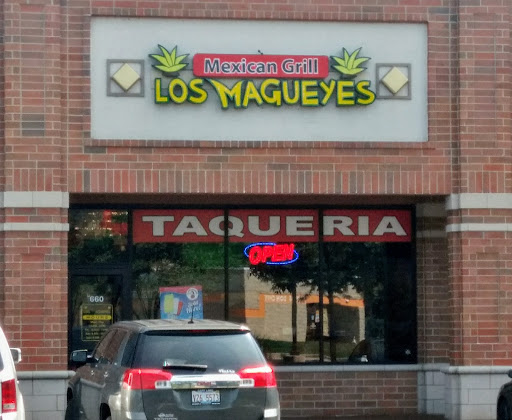 Mexican Grill
LOS MAGUEYES
TAQUERIA
OPEN
660